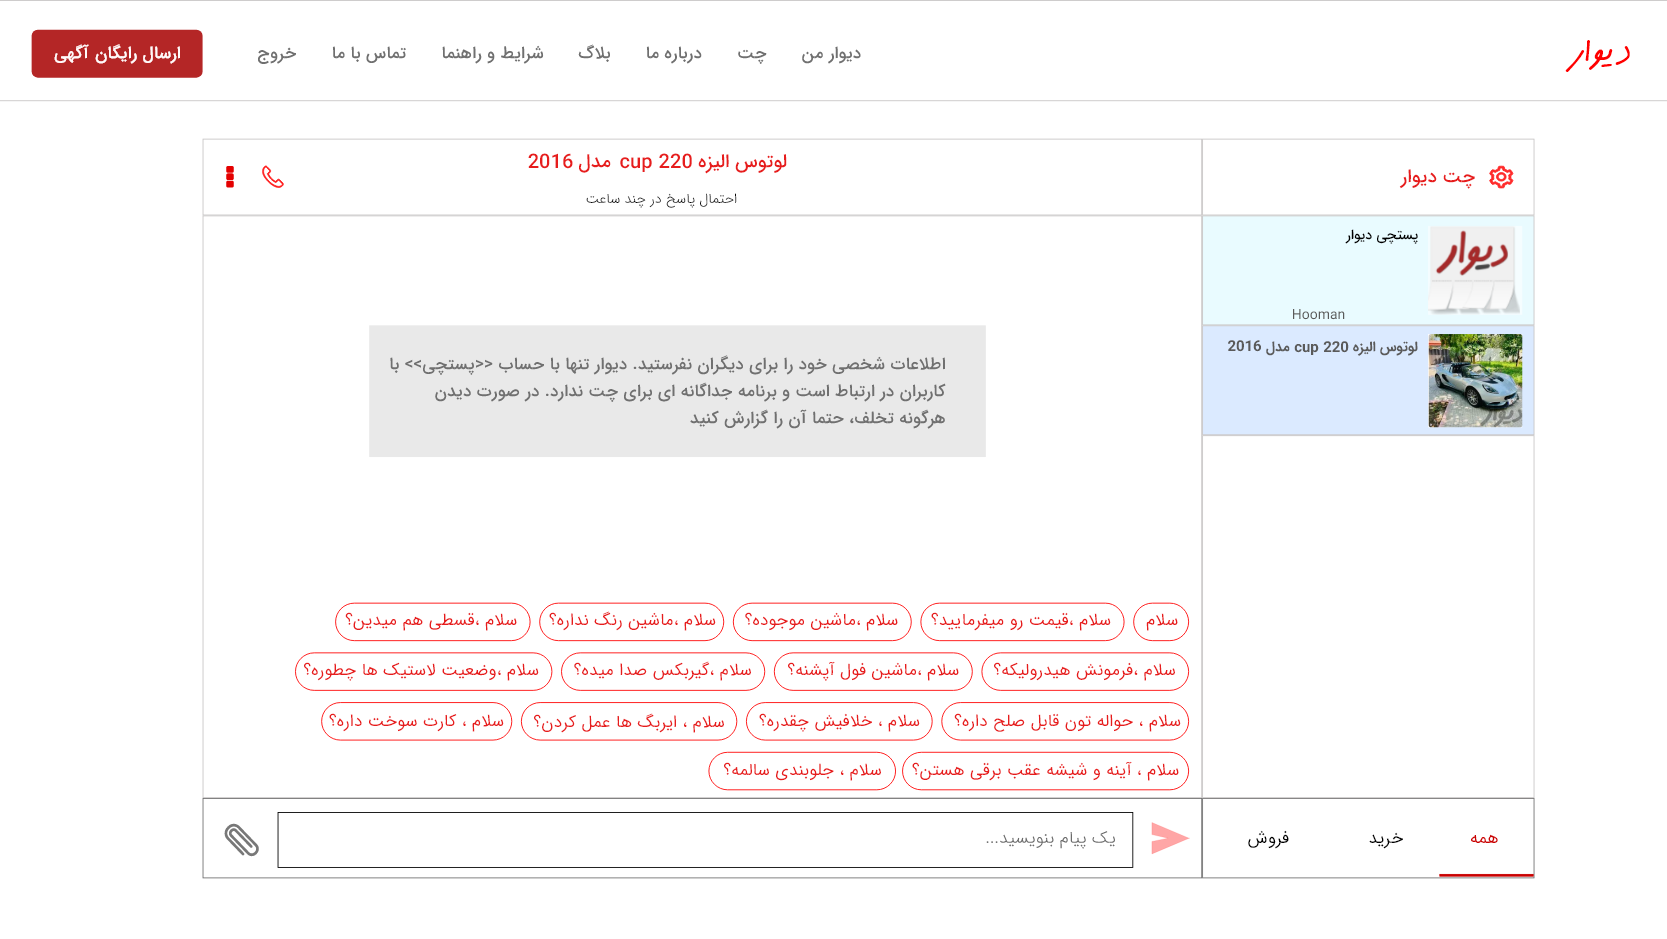 دیوار
دیوار من
چت
درباره ما
بلاگ
شرایط و راهنما
تماس با ما
خروج
ارسال رایگان آگهی
چت دیوار
پستچی دیوار
دیوار
Hooman
لوتوس الیزه cup 220 مدل 2016
دیوار
همه
خرید
فروش
لوتوس الیزه cup 220 مدل 2016
احتمال پاسخ در چند ساعت
اطلاعات شخصی خود را برای دیگران نفرستید. دیوار تنها با حساب <<پستچی>> با
کاربران در ارتباط است و برنامه جداگانه ای برای چت ندارد. در صورت دیدن
هرگونه تخلف، حتما آن را گزارش کنید
سلام
سلام ،قیمت رو میفرمایید؟
سلام ،ماشین موجوده؟
سلام ،ماشین رنگ نداره؟
سلام ،قسطی هم میدین؟
سلام ،فرمونش هیدرولیکه؟
سلام ،ماشین فول آپشنه؟
سلام ،گیربکس صدا میده؟
سلام ،وضعیت لاستیک ها چطوره؟
سلام ، حواله تون قابل صلح داره؟
سلام ، خلافیش چقدره؟
سلام ، ایربگ ها عمل کردن؟
سلام ، کارت سوخت داره؟
سلام ، آینه و شیشه عقب برقی هستن؟
سلام ، جلوبندی سالمه؟
یک پیام بنویسید...